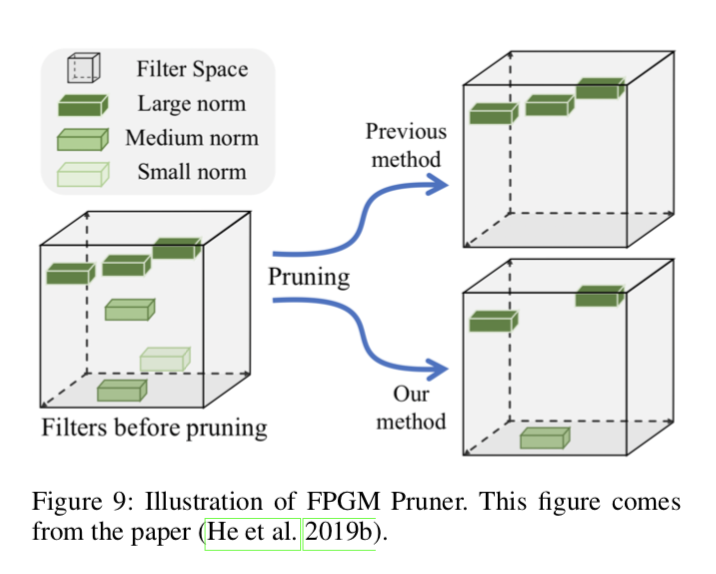 Filter Space
Large norm
Medium norm
Small norm
Previous
method
Pruning
Our
method
Filters before pruning
Figure 9: Illustration of FPGM Pruner. This figure comes
from the paper (He et al. 2019b).